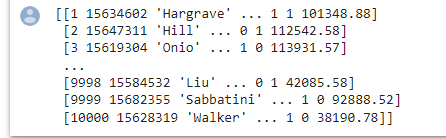 [[1 15634602 'Hargrave' ... 1 1 101348.88]
[2 15647311 'Hill' ... 0 1 112542.58]
[3 15619304 'Onio' ... 1 0 113931.57]
...
[9998 15584532 'Liu' ... 0 1 42085.58]
[9999 15682355 'Sabbatini' ... 1 0 92888.52]
[10000 15628319 'Walker' ... 1 0 38190.78]]